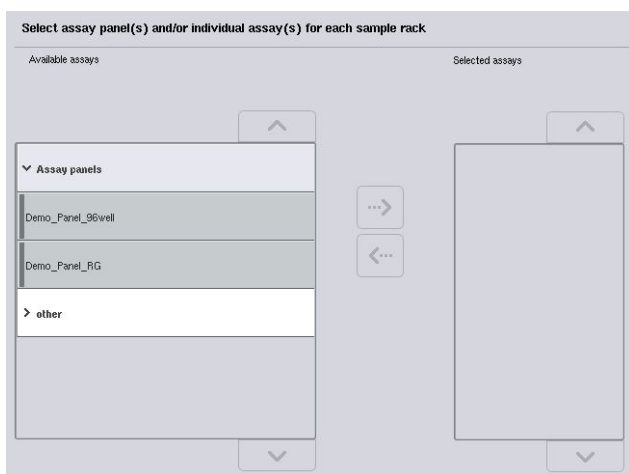 Select assay panel(s) and/or individual assay(s) for each sample rack
Available assays
Selected assays
Assay panels
Demo_Panel_96well
Demo_Panel_RG
other